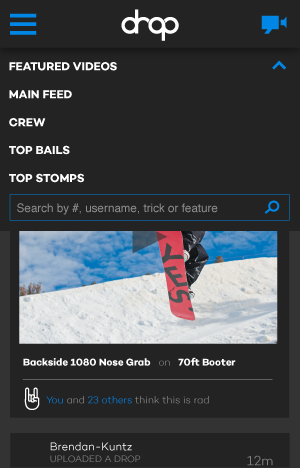 drop
FEATURED VIDEOS
MAIN FEED
CREW
TOP BAILS
TOP STOMPS
Search by #, username, trick or feature
Backside 1080 Nose Grab on 70ft Booter
You and 23 others think this is rad
Brendan-Kuntz
UPLOADED A DROP
12m